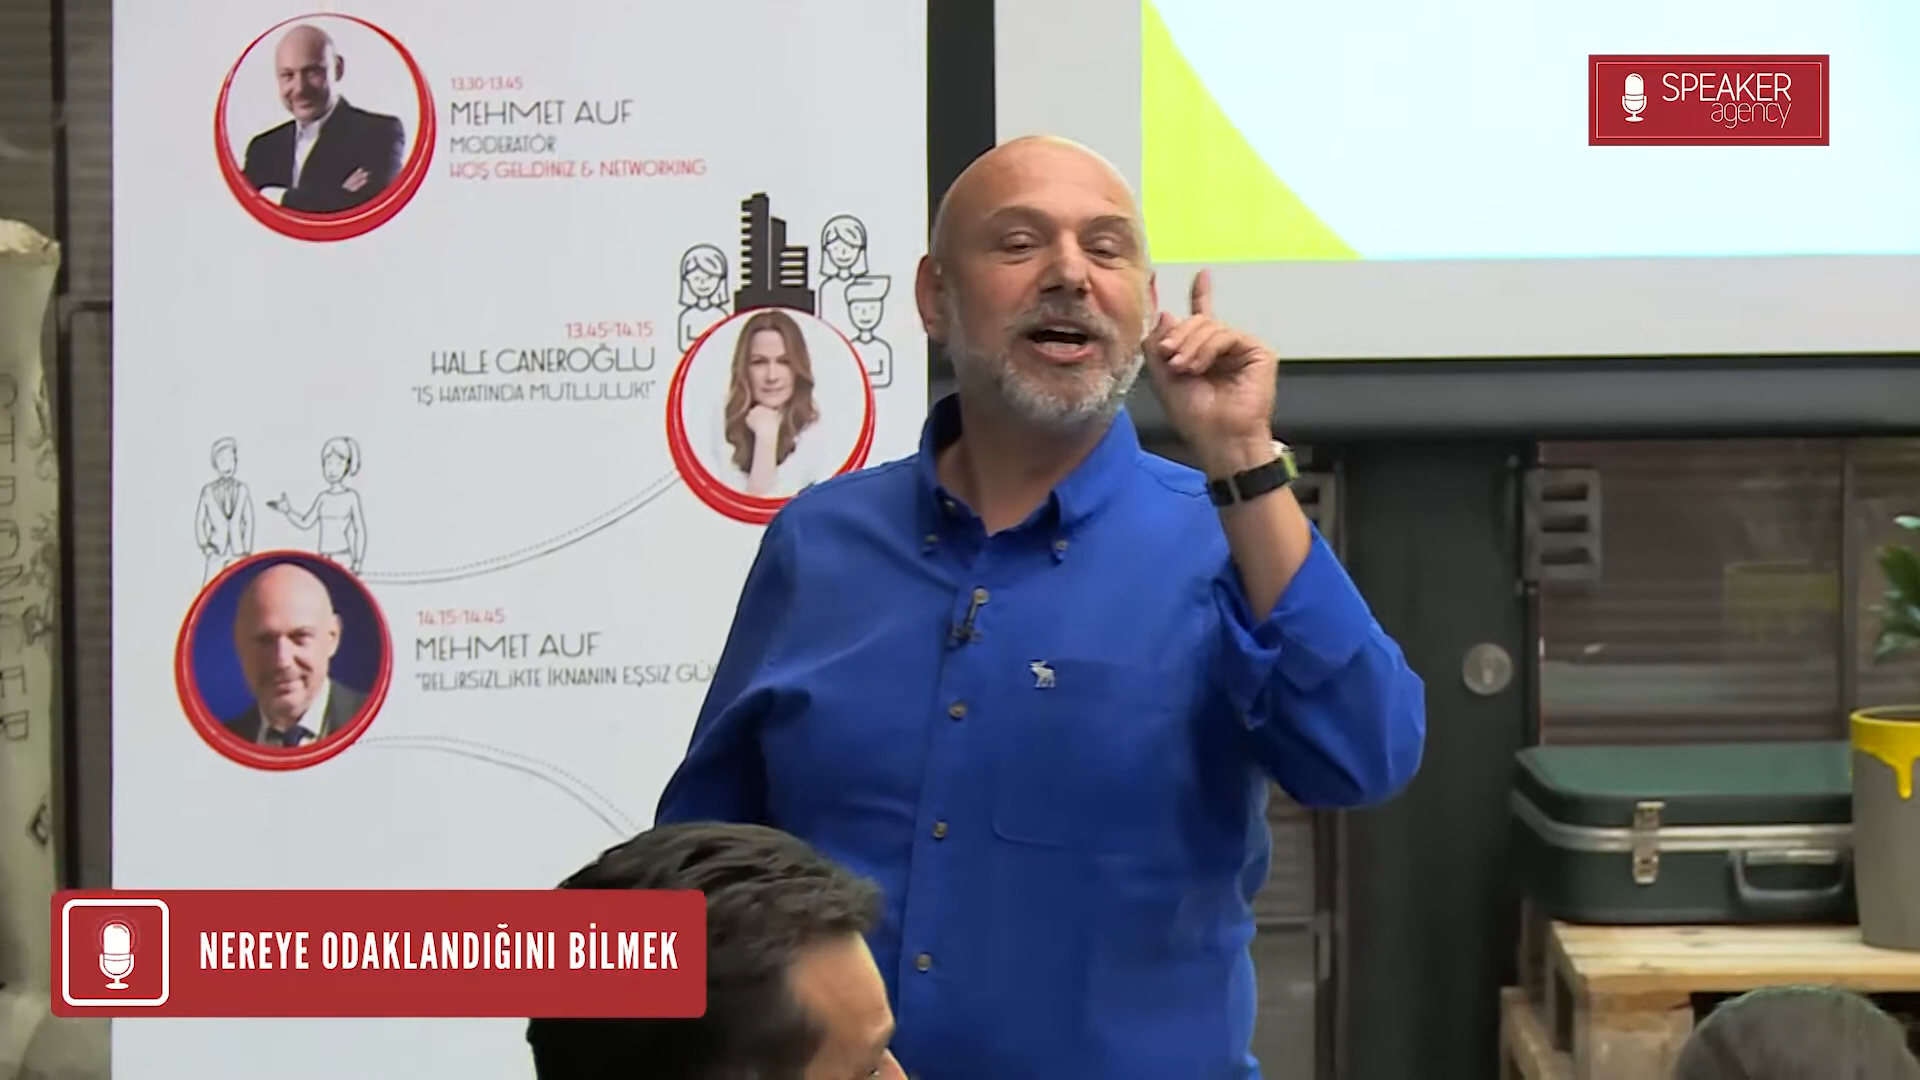 13.30-13.45
MEHMET AUF
MODERATÖR
HOŞ GELDİNİZ & NETWORKING
SPEAKER
agency
13.45-14.15
HALE CANEROĞLU
"İŞ HAYATINDA MUTLULUK!"
14.15-14.45
MEHMET AUF
"BELİRSİZLİKTE İKNANIN EŞSİZ
NEREYE ODAKLANDIĞINI BİLMEK